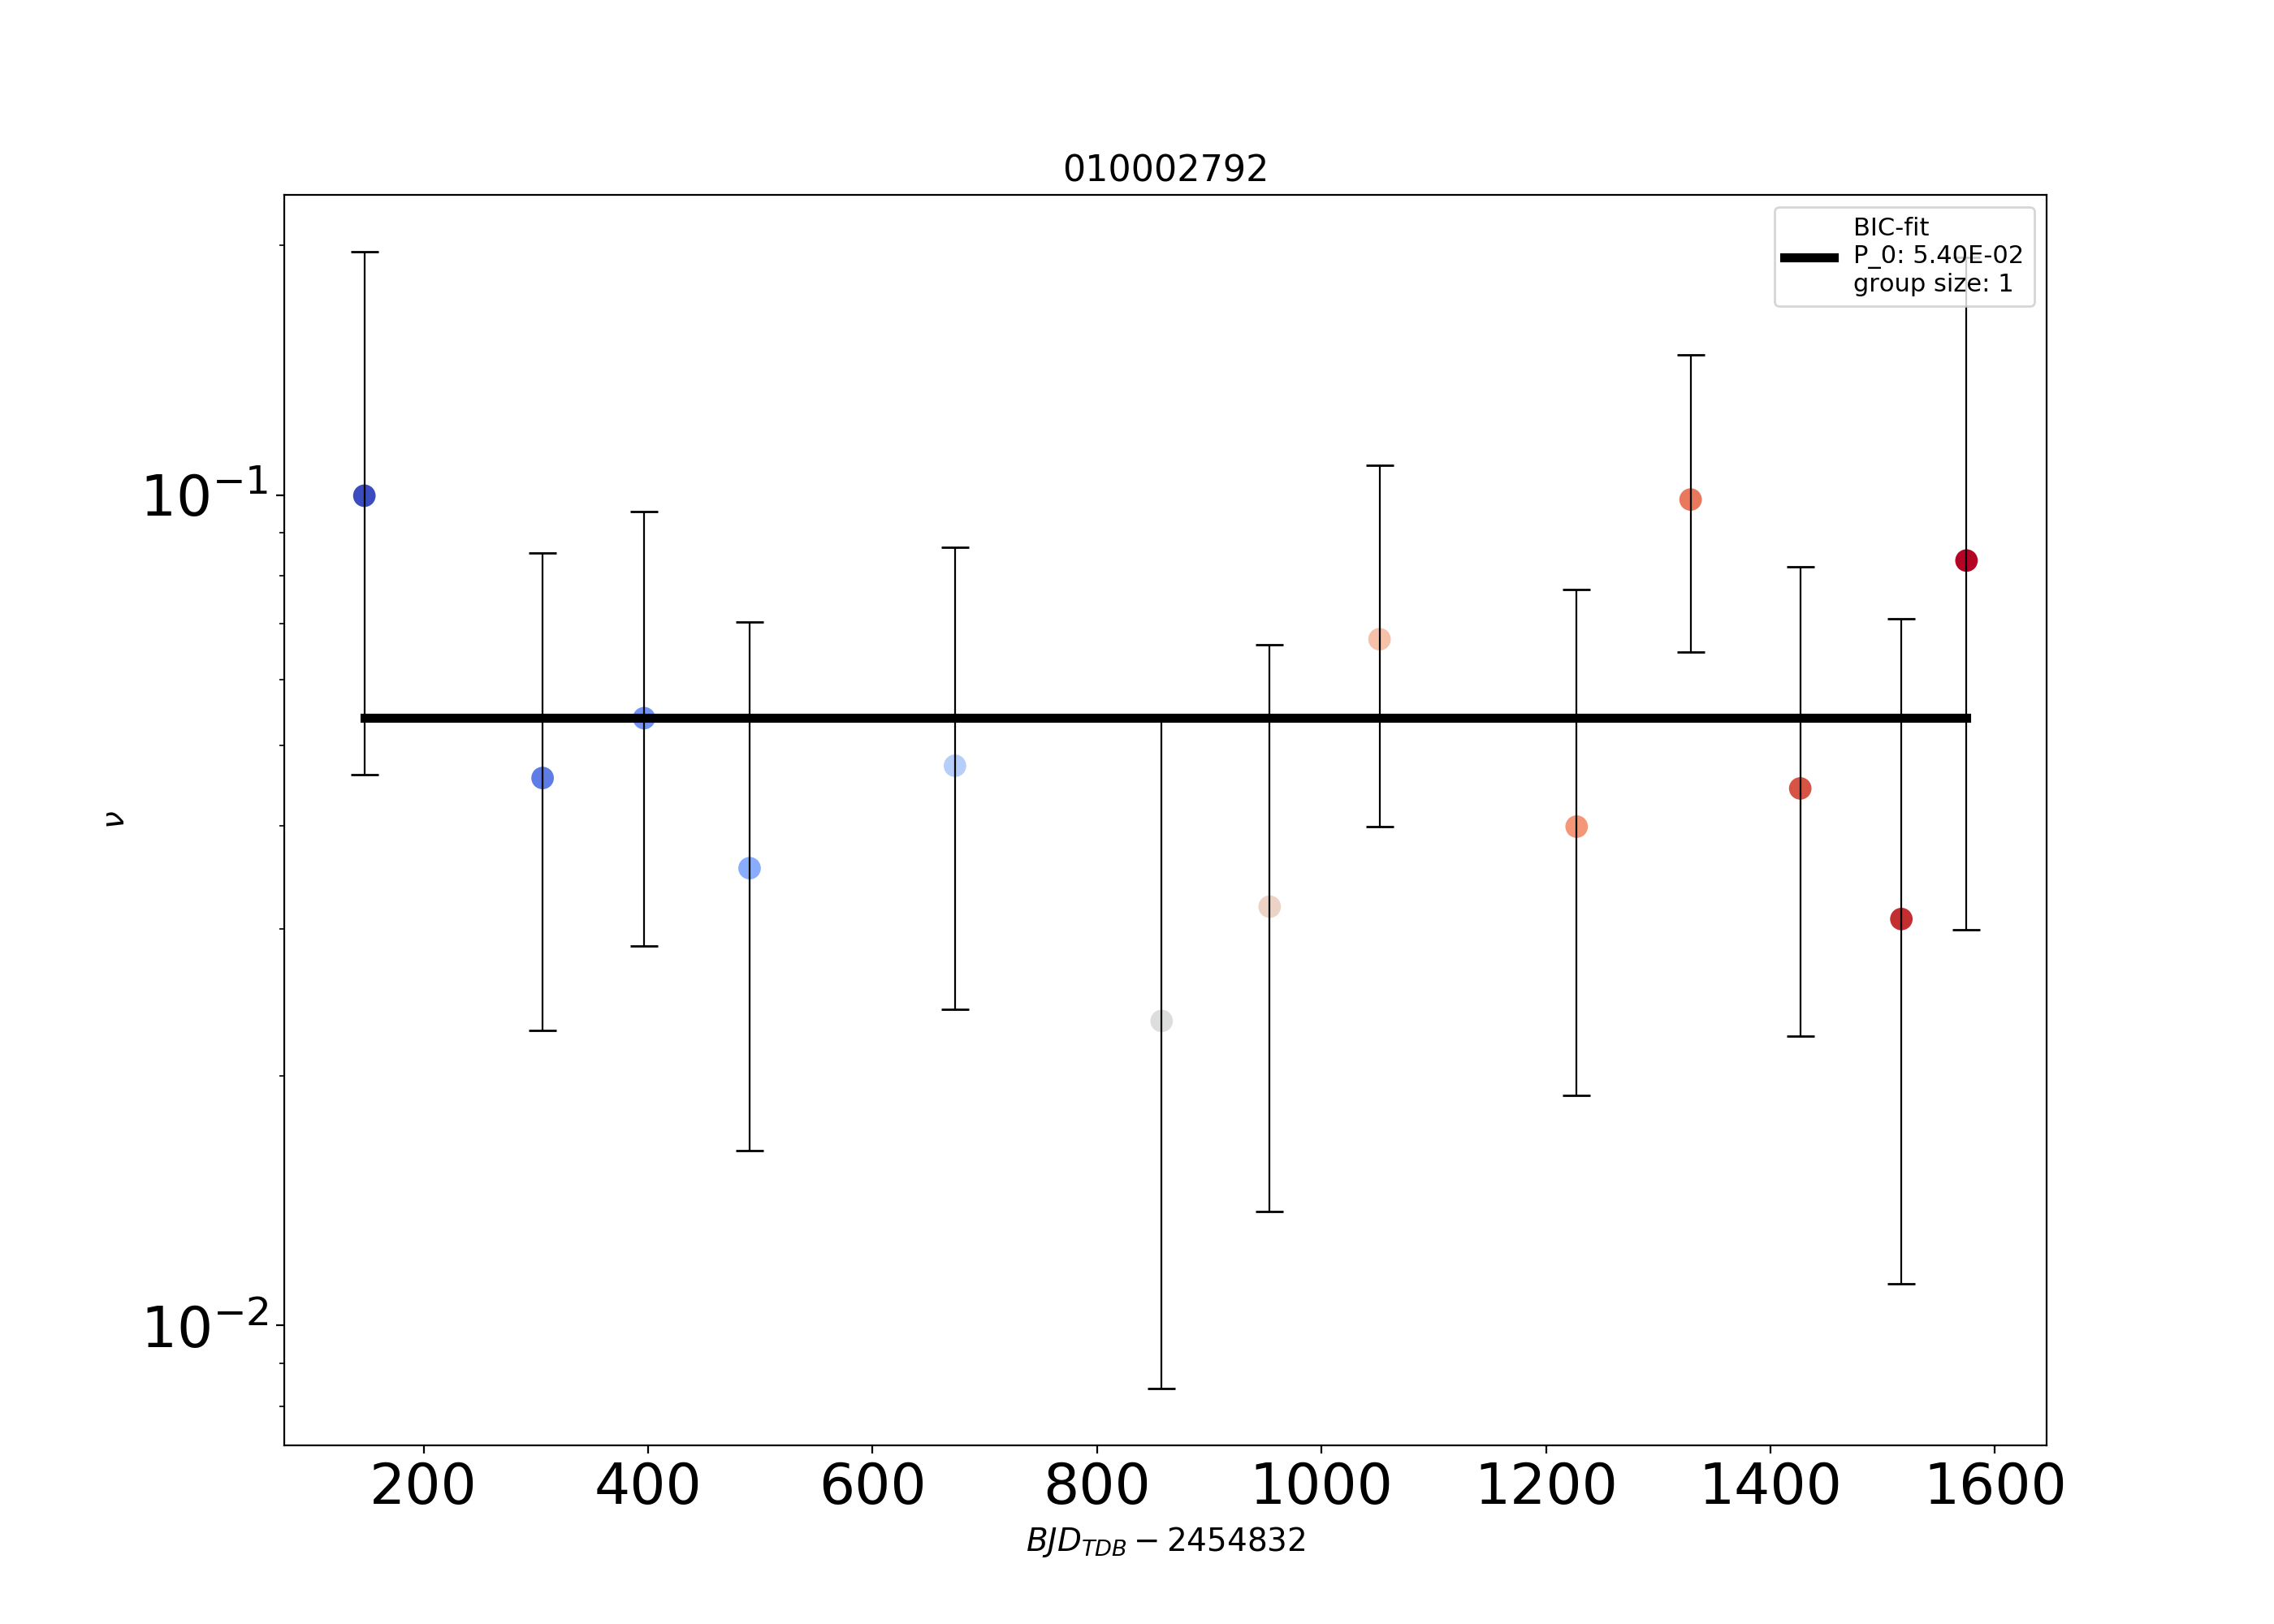 010002792
BIC-fit
P_0: 5.40E-02
group size: 1
10⁻¹
ν
10⁻²
200 400 600 800 1000 1200 1400 1600
BJD_TDB − 2454832